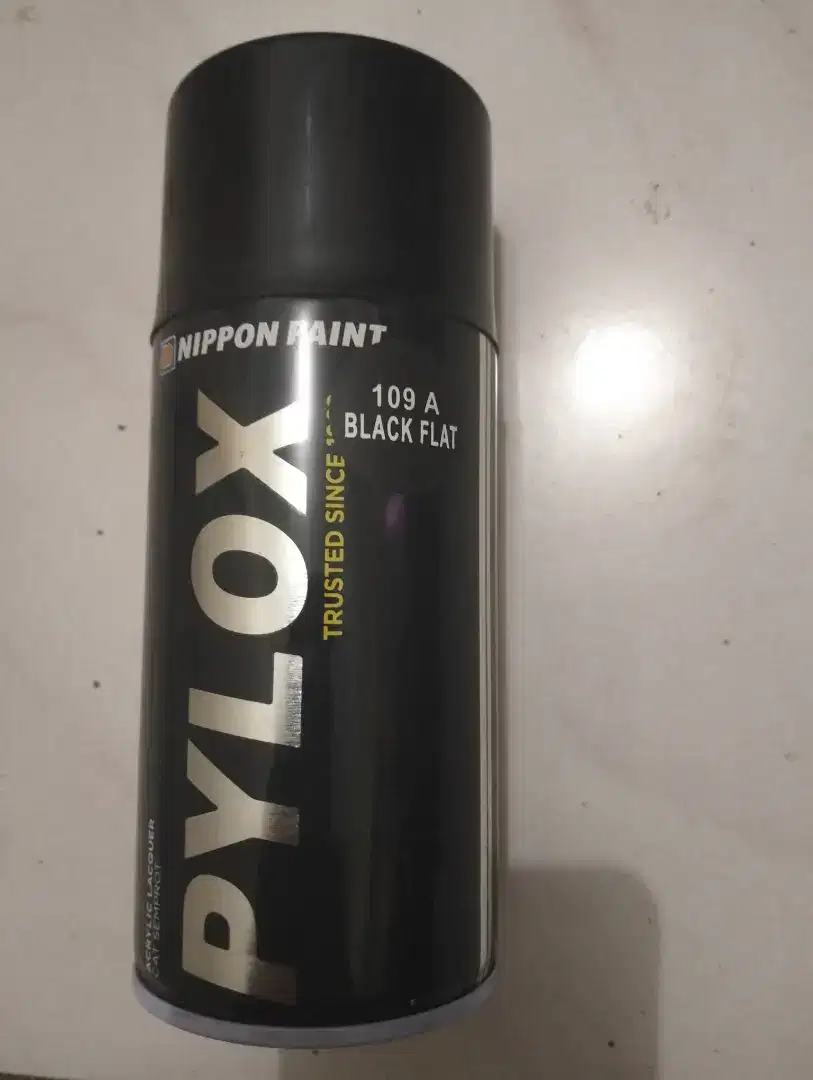 NIPPON PAINT
109 A
BLACK FLAT
PYLOX
TRUSTED SINCE
ACRYLIC LACQUER
CAT SEMPROT